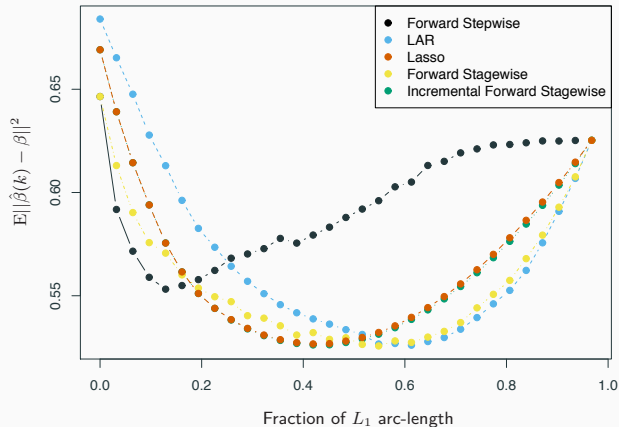 Forward Stepwise
LAR
Lasso
Forward Stagewise
Incremental Forward Stagewise
E||β̂(k) − β||²
0.65
0.60
0.55
0.0 0.2 0.4 0.6 0.8 1.0
Fraction of L₁ arc-length